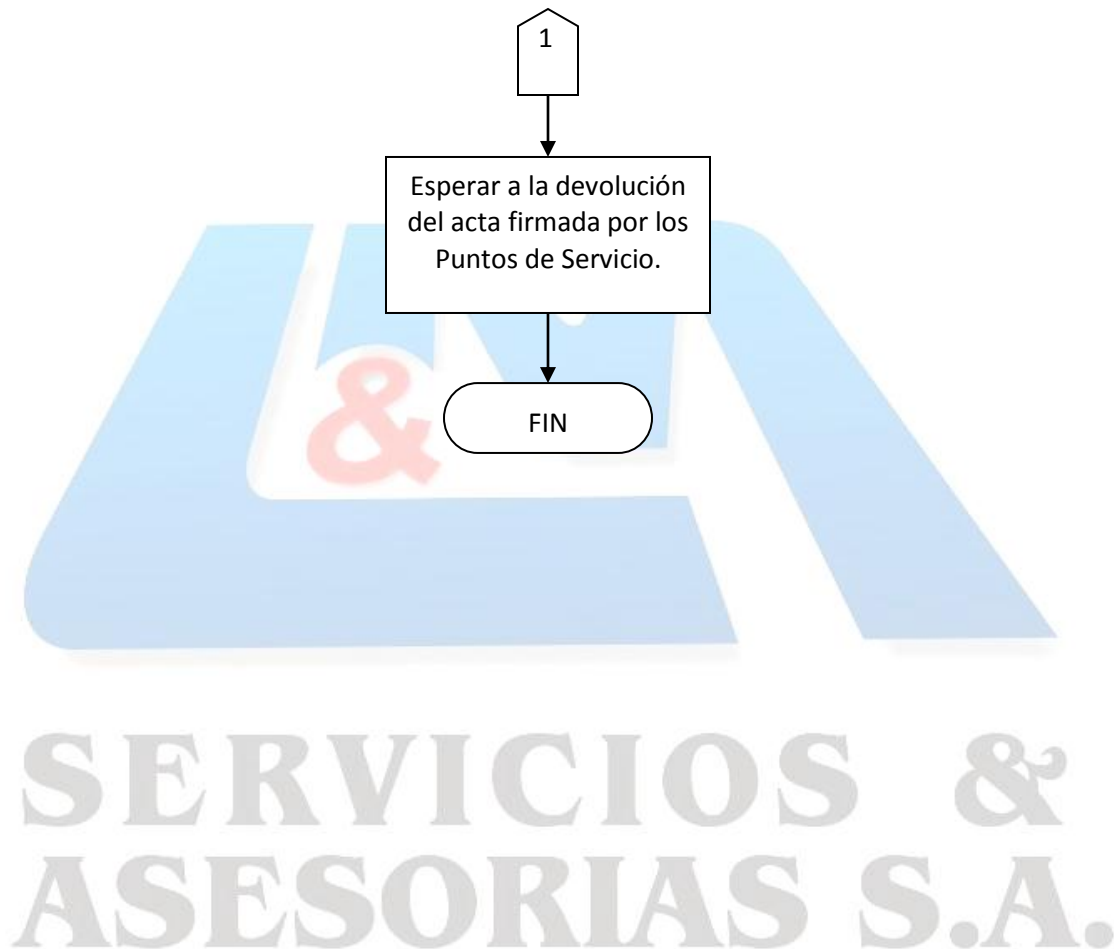 1
Esperar a la devolución
del acta firmada por los
Puntos de Servicio.
&
FIN
SERVICIOS &
ASESORIAS S.A.